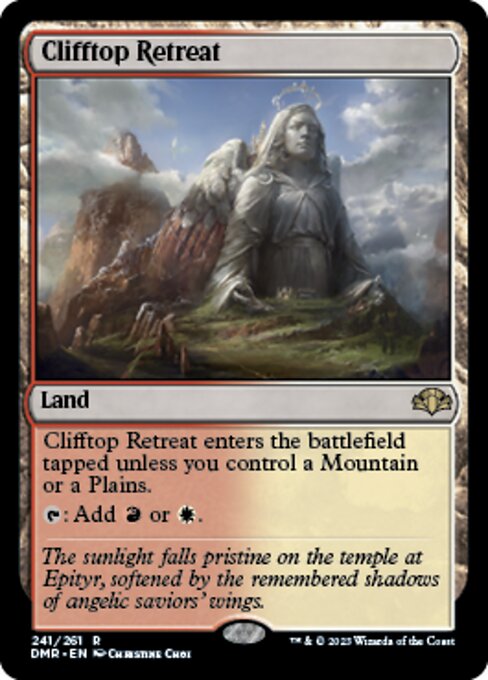 Clifftop Retreat
Land
Clifftop Retreat enters the battlefield
tapped unless you control a Mountain
or a Plains.
: Add or .
The sunlight falls pristine on the temple at
Epityr, softened by the remembered shadows
of angelic saviors' wings.
241/261 R
DMR • EN Christine Choi
™ & © 2023 Wizards of the Coast